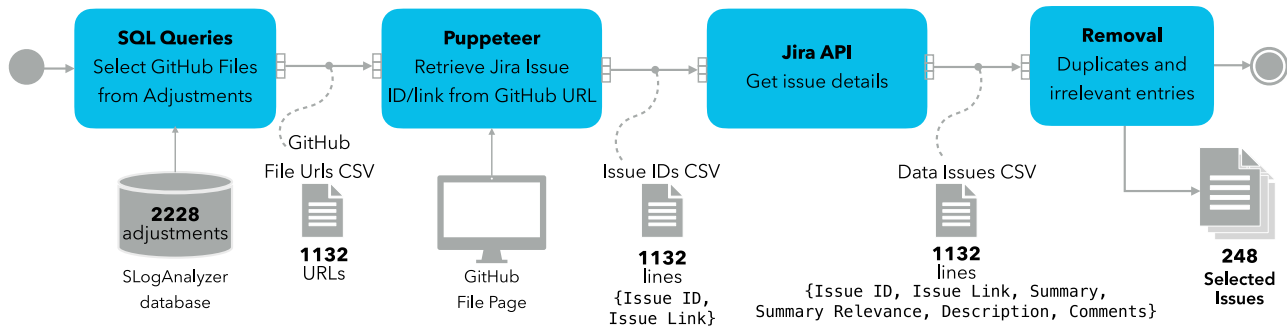 SQL Queries
Select GitHub Files
from Adjustments
Puppeteer
Retrieve Jira Issue
ID/link from GitHub URL
Jira API
Get issue details
Removal
Duplicates and
irrelevant entries
GitHub
File Urls CSV
Issue IDs CSV
Data Issues CSV
2228
adjustments
SLogAnalyzer
database
1132
URLs
GitHub
File Page
1132
lines
{Issue ID,
Issue Link}
1132
lines
{Issue ID, Issue Link, Summary,
Summary Relevance, Description, Comments}
248
Selected
Issues